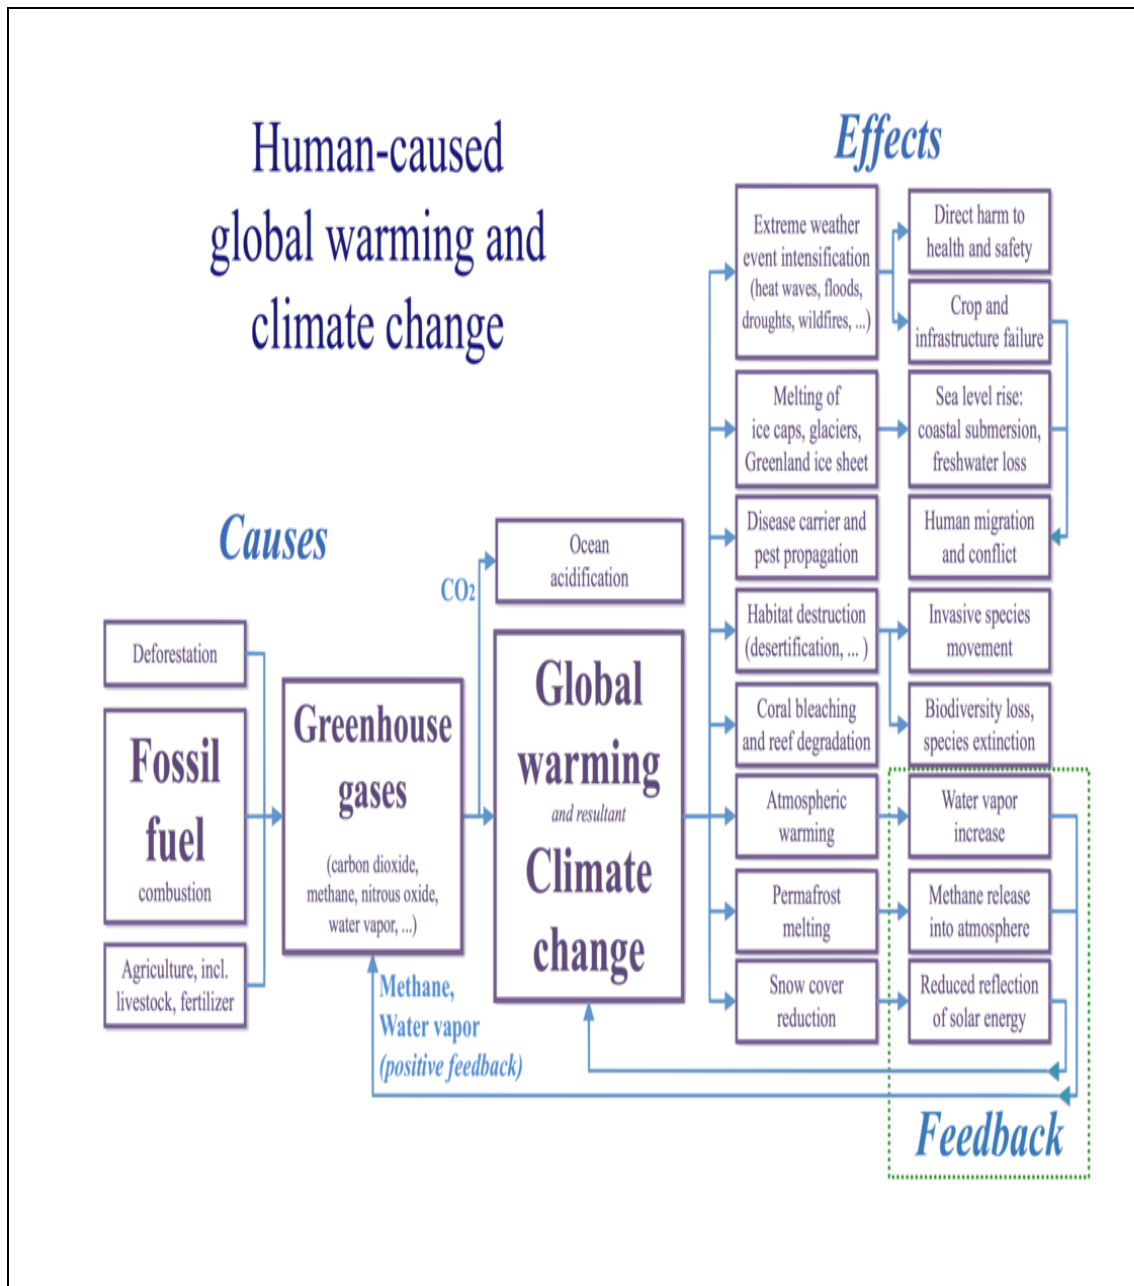 Human-caused
global warming and
climate change
Causes
Deforestation
Fossil
fuel
combustion
Agriculture, incl.
livestock, fertilizer
Greenhouse
gases
(carbon dioxide,
methane, nitrous oxide,
water vapor, ...)
Methane,
Water vapor
(positive feedback)
CO2
Ocean
acidification
Global
warming
and resultant
Climate
change
Effects
Extreme weather
event intensification
(heat waves, floods,
droughts, wildfires, ...)
Direct harm to
health and safety
Crop and
infrastructure failure
Melting of
ice caps, glaciers,
Greenland ice sheet
Sea level rise:
coastal submersion,
freshwater loss
Disease carrier and
pest propagation
Human migration
and conflict
Habitat destruction
(desertification, ... )
Invasive species
movement
Coral bleaching
and reef degradation
Biodiversity loss,
species extinction
Atmospheric
warming
Water vapor
increase
Permafrost
melting
Methane release
into atmosphere
Snow cover
reduction
Reduced reflection
of solar energy
Feedback